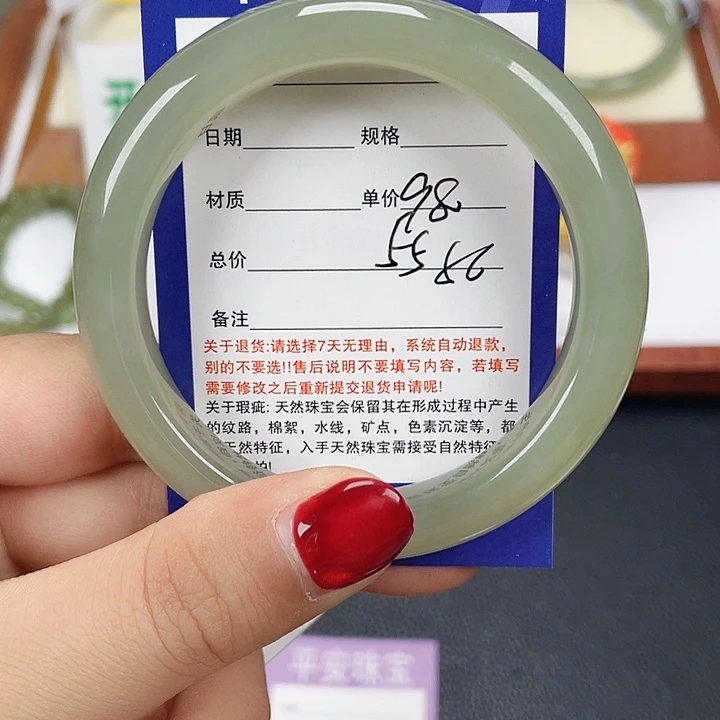 日期 规格
材质 单价 98
总价
备注
关于退货:请选择7天无理由，系统自动退款，
别的不要选!!售后说明不要填写内容，若填写
需要修改之后重新提交退货申请呢!
关于瑕疵: 天然珠宝会保留其在形成过程中产生
的纹路，棉絮，水线，矿点，色素沉淀等，都
天然特征，入手天然珠宝需接受自然特征
平安珠宝